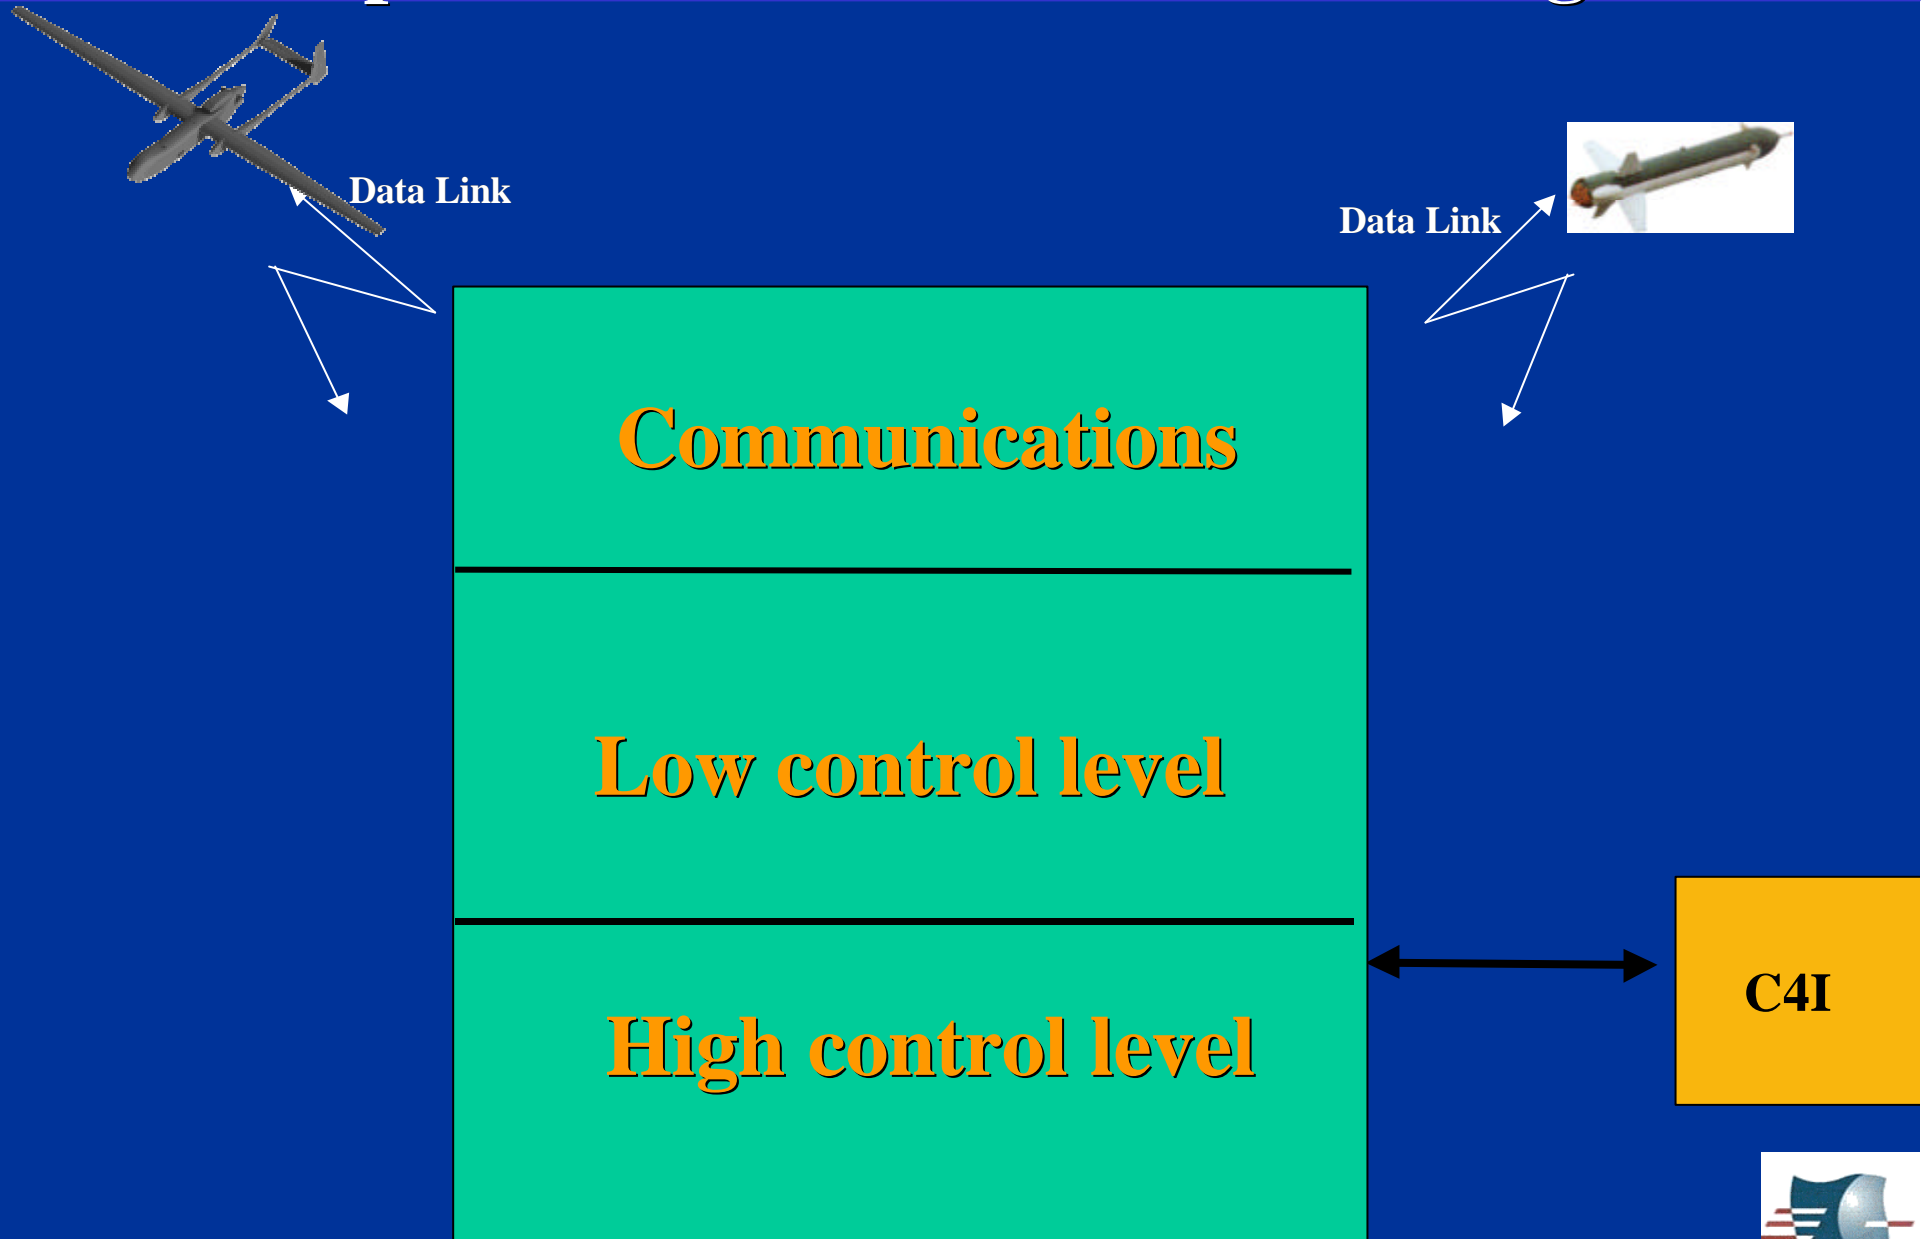 Data Link
Data Link
Communications
Low control level
High control level
C4I